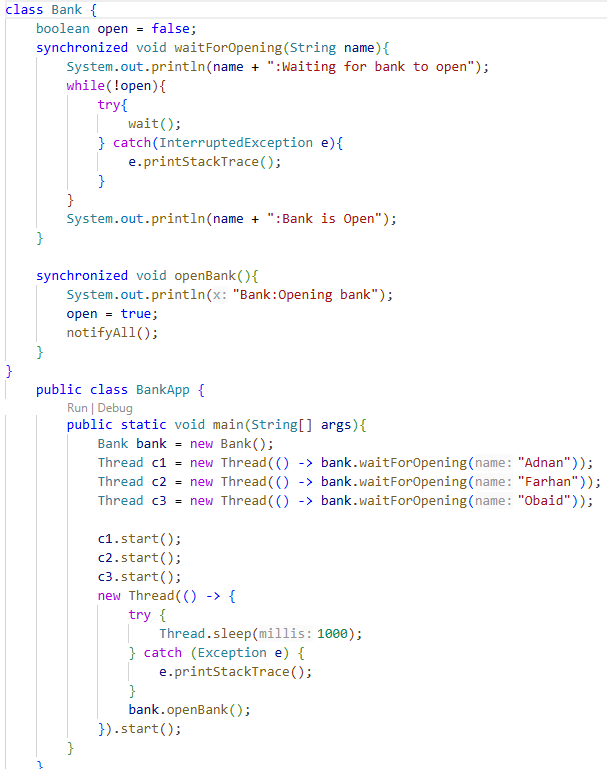 class Bank {
    boolean open = false;
    synchronized void waitForOpening(String name){
        System.out.println(name + ":Waiting for bank to open");
        while(!open){
            try{
                wait();
            } catch(InterruptedException e){
                e.printStackTrace();
            }
        }
        System.out.println(name + ":Bank is Open");
    }

    synchronized void openBank(){
        System.out.println(x: "Bank:Opening bank");
        open = true;
        notifyAll();
    }
}
    public class BankApp {
        Run | Debug
        public static void main(String[] args){
            Bank bank = new Bank();
            Thread c1 = new Thread(() -> bank.waitForOpening(name: "Adnan"));
            Thread c2 = new Thread(() -> bank.waitForOpening(name: "Farhan"));
            Thread c3 = new Thread(() -> bank.waitForOpening(name: "Obaid"));

            c1.start();
            c2.start();
            c3.start();
            new Thread(() -> {
                try {
                    Thread.sleep(millis: 1000);
                } catch (Exception e) {
                    e.printStackTrace();
                }
                bank.openBank();
            }).start();
        }
    }